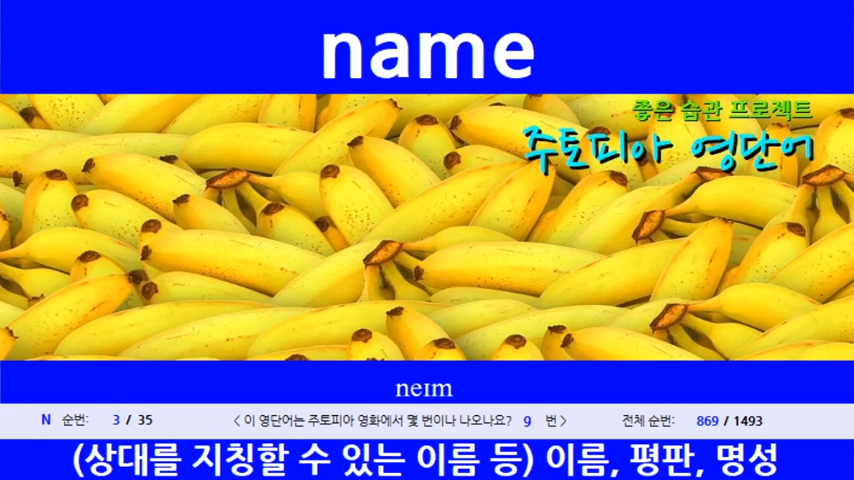 name
좋은 습관 프로젝트
주토피아 영단어
neɪm
N 순번: 3 / 35 < 이 영단어는 주토피아 영화에서 몇 번이나 나오나요? 9 번 > 전체 순번: 869 / 1493
(상대를 지칭할 수 있는 이름 등) 이름, 평판, 명성